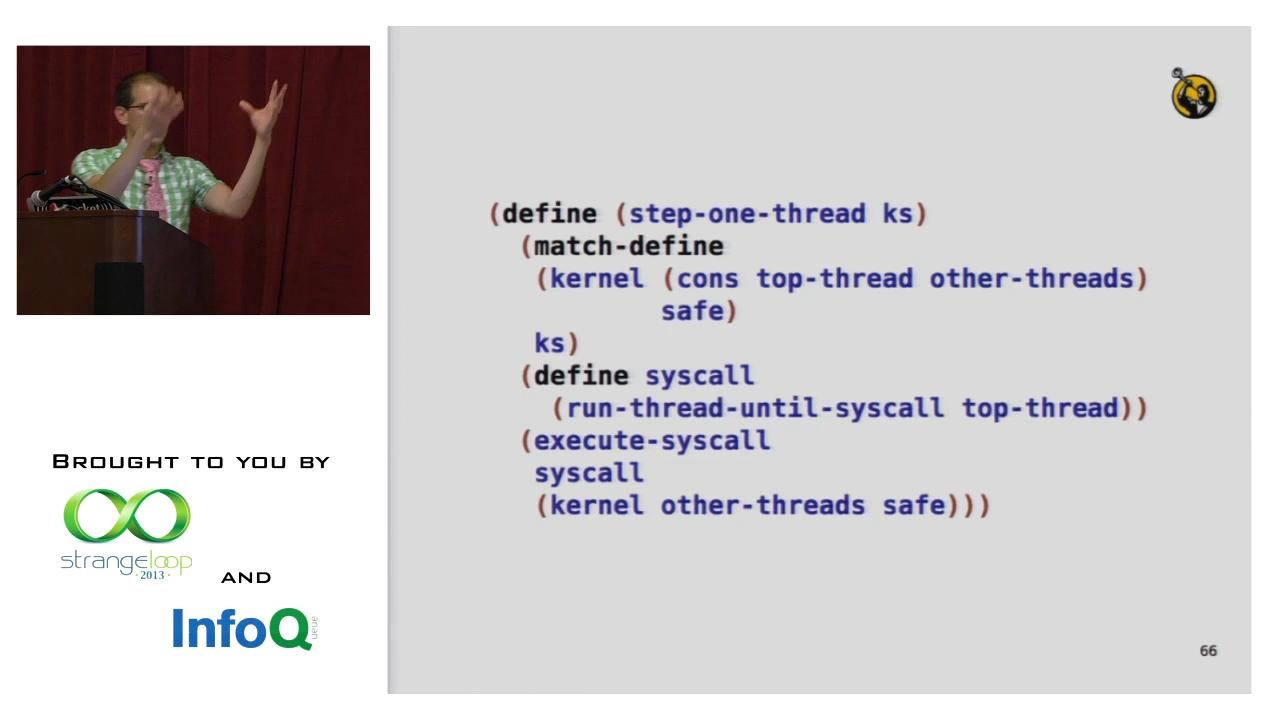 (define (step-one-thread ks)
(match-define
(kernel (cons top-thread other-threads)
safe)
ks)
(define syscall
(run-thread-until-syscall top-thread))
(execute-syscall
syscall
(kernel other-threads safe)))
66
BROUGHT TO YOU BY
strangeloop
· 2013 ·
AND
InfoQ
ueue